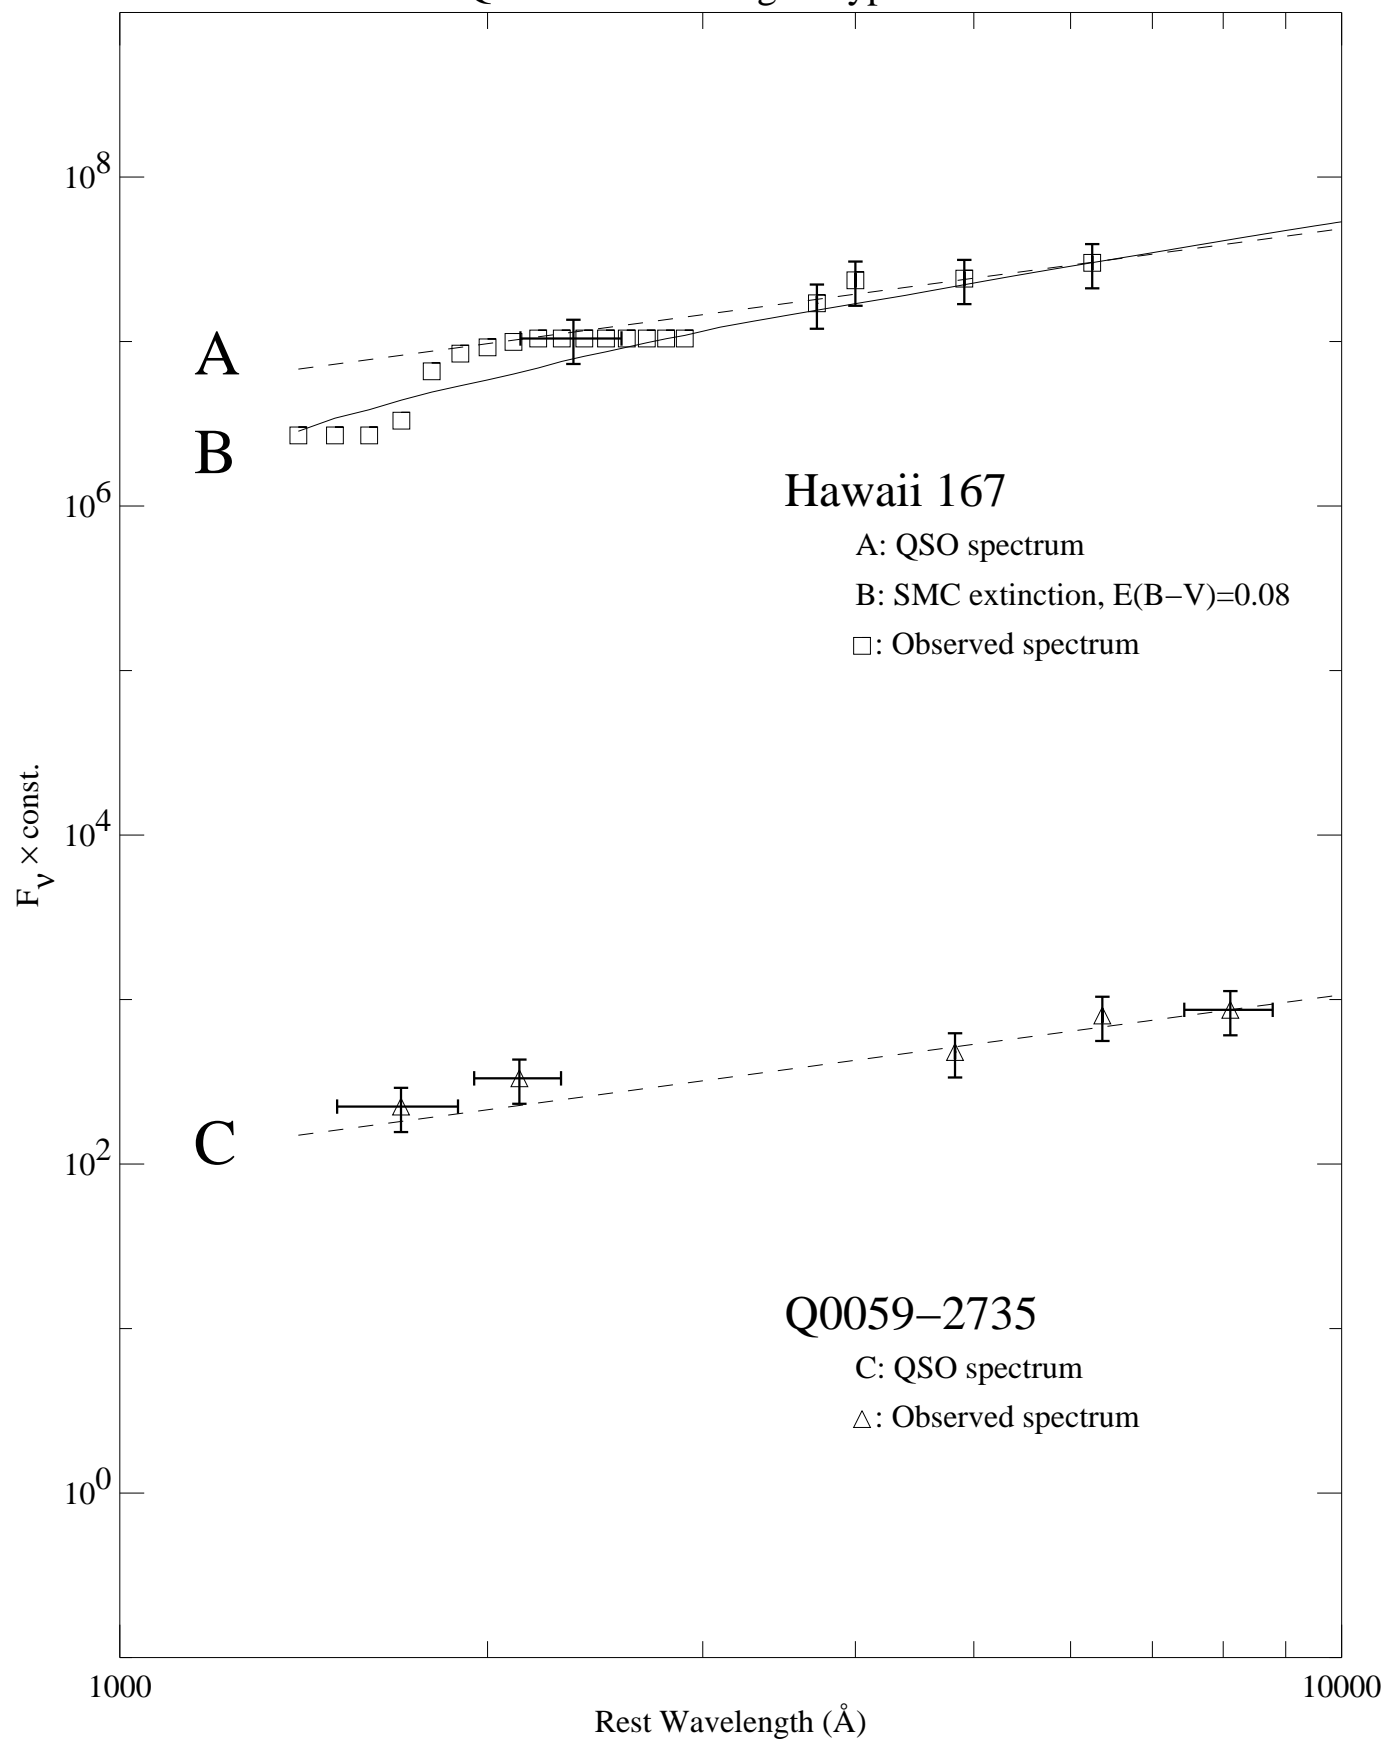 10^8
A
B
10^6
Hawaii 167
A: QSO spectrum
B: SMC extinction, E(B−V)=0.08
□: Observed spectrum
F_ν × const.
10^4
C
10^2
Q0059−2735
C: QSO spectrum
△: Observed spectrum
10^0
1000
10000
Rest Wavelength (Å)